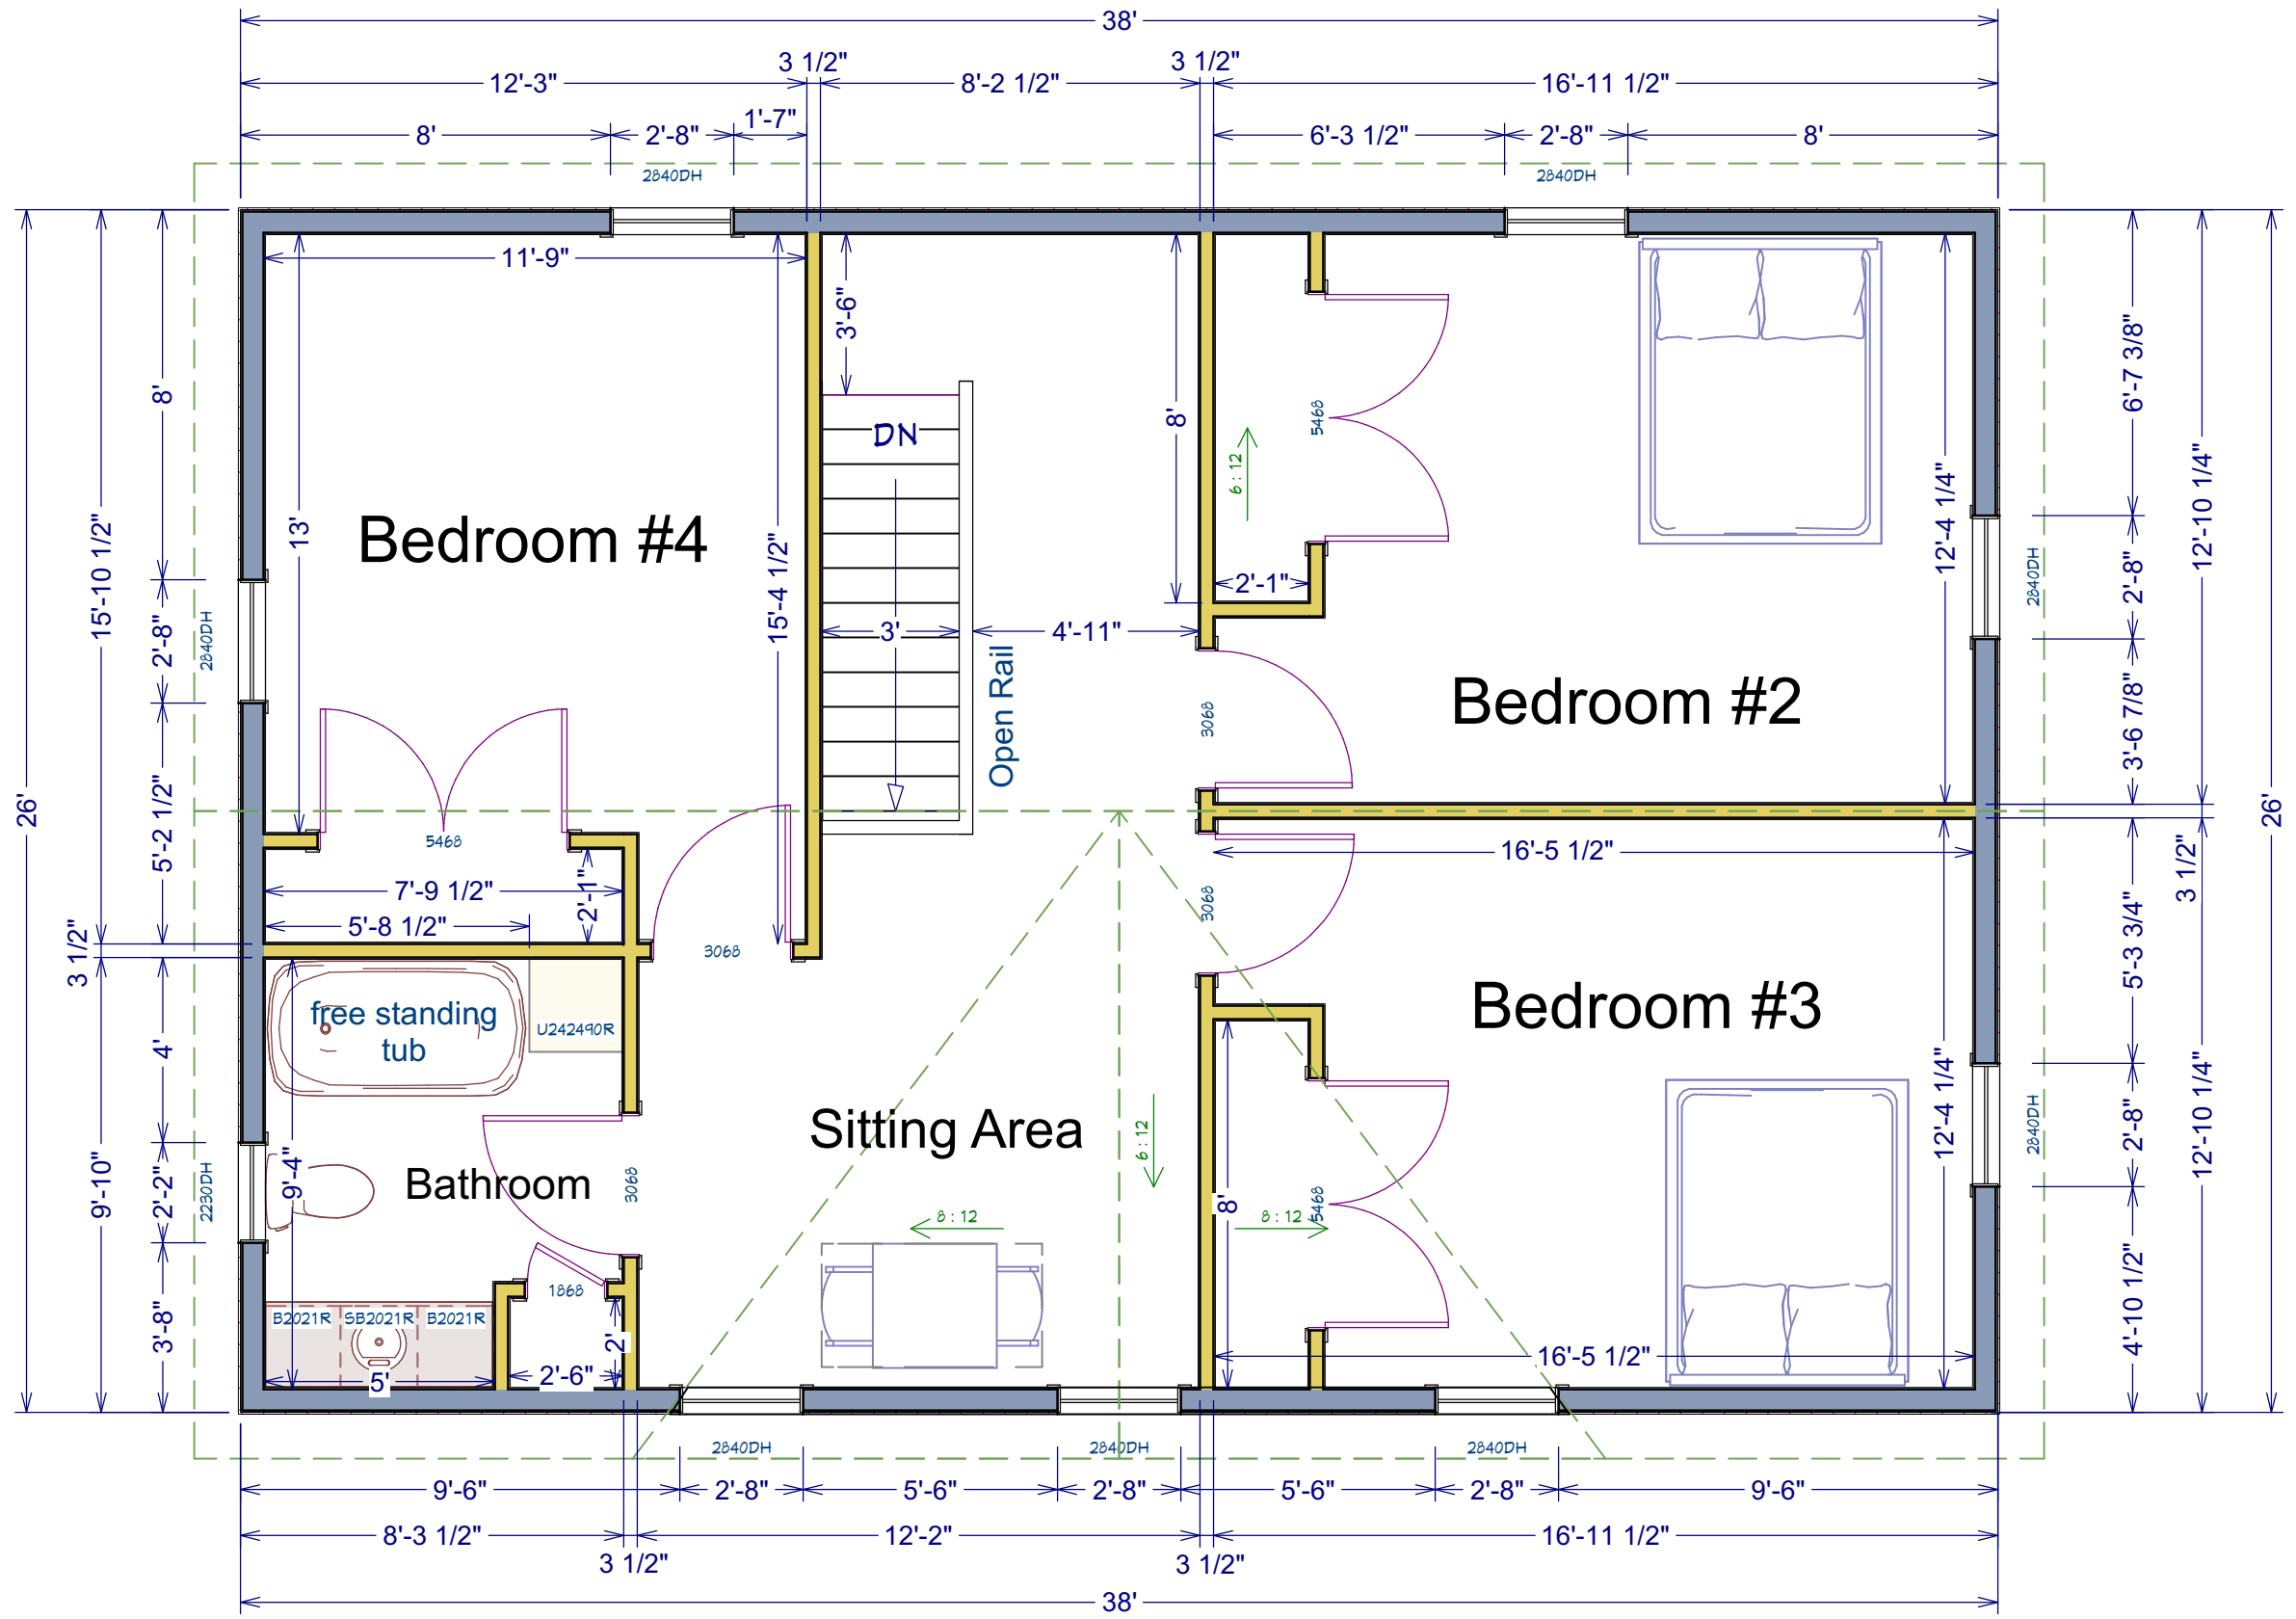 38'
3 1/2"
3 1/2"
12'-3"
8'-2 1/2"
16'-11 1/2"
1'-7"
8'
2'-8"
6'-3 1/2"
2'-8"
8'
2840DH
2840DH
11'-9"
3'-6"
8'
6'-7 3/8"
DN
5468
6 : 12
12'-4 1/4"
12'-10 1/4"
13'
Bedroom #4
15'-4 1/2"
15'-10 1/2"
2'-1"
2840DH
2'-8"
3'
4'-11"
2'-8"
2840DH
Open Rail
Bedroom #2
3068
3'-6 7/8"
26'
26'
5'-2 1/2"
5468
16'-5 1/2"
3 1/2"
7'-9 1/2"
2'-1"
3068
5'-8 1/2"
3 1/2"
3068
5'-3 3/4"
free standing
tub
U242490R
Bedroom #3
4'
Sitting Area
6 : 12
12'-4 1/4"
2'-8"
2840DH
12'-10 1/4"
9'-10"
2'-2"
2230DH
9'-4"
Bathroom
3068
8'
5468
8 : 12
8 : 12
1868
3'-8"
B2021R
SB2021R
B2021R
2'
4'-10 1/2"
16'-5 1/2"
5'
2'-6"
2840DH
2840DH
2840DH
9'-6"
2'-8"
5'-6"
2'-8"
5'-6"
2'-8"
9'-6"
8'-3 1/2"
12'-2"
16'-11 1/2"
3 1/2"
3 1/2"
38'